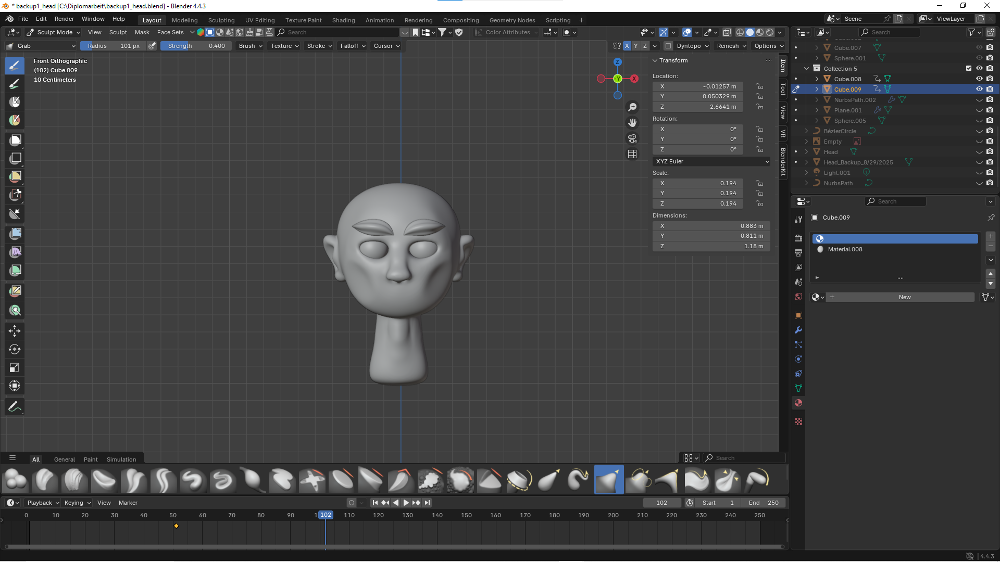 * backup1_head [C:\Diplomarbeit\backup1_head.blend] - Blender 4.4.3
File Edit Render Window Help Layout Modeling Sculpting UV Editing Texture Paint Shading Animation Rendering Compositing Geometry Nodes Scripting + Scene ViewLayer
Sculpt Mode View Sculpt Mask Face Sets Search Color Attributes Search
Grab Radius 101 px Strength 0.400 Brush Texture Stroke Falloff Cursor X Y Z Dyntopo Remesh Options
Front Orthographic
(102) Cube.009
10 Centimeters
Z
-Y
X
Transform
Location:
X -0.01257 m
Y 0.050329 m
Z 2.6641 m
Rotation:
X 0°
Y 0°
Z 0°
XYZ Euler
Scale:
X 0.194
Y 0.194
Z 0.194
Dimensions:
X 0.883 m
Y 0.811 m
Z 1.18 m
Item
Tool
View
VR
BlenderKit
Cube.007
Sphere.001
Collection 5
Cube.008
Cube.009
NurbsPath.002
Plane.001
Sphere.005
BézierCircle
Empty
Head
Head_Backup_8/29/2025
Light.001
NurbsPath
Search
Cube.009
Material.008
New
All General Paint Simulation Search
Playback Keying View Marker 102 Start 1 End 250
0 10 20 30 40 50 60 70 80 90 102 110 120 130 140 150 160 170 180 190 200 210 220 230 240 250
4.4.3